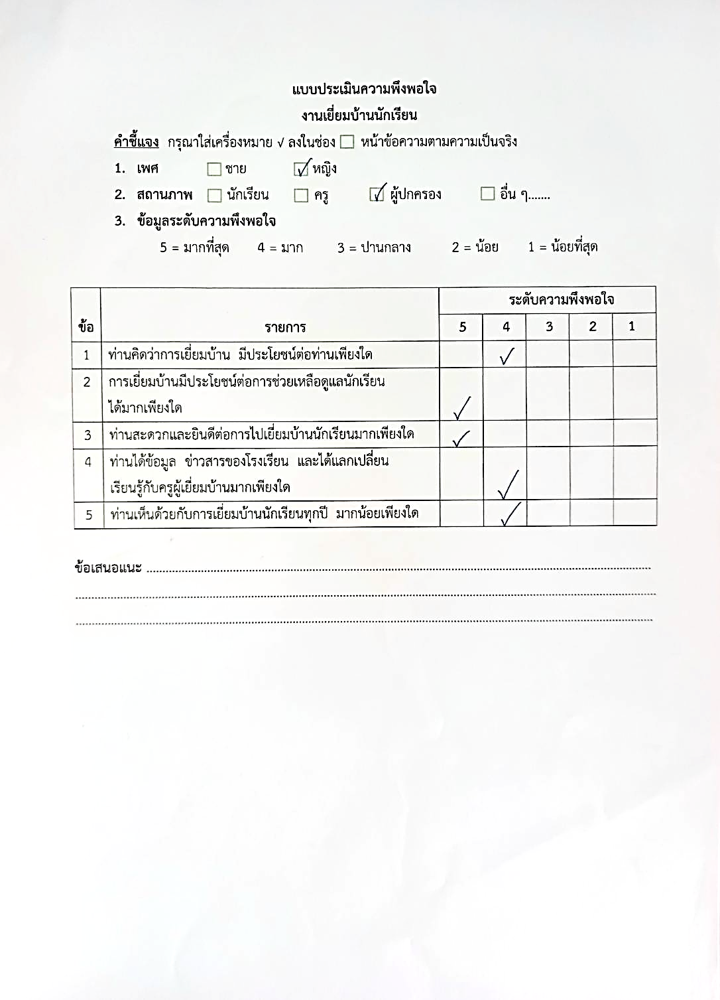 แบบประเมินความพึงพอใจ
งานเยี่ยมบ้านนักเรียน
คำชี้แจง กรุณาใส่เครื่องหมาย √ ลงในช่อง ☐ หน้าข้อความตามความเป็นจริง
1. เพศ ☐ ชาย ☑ หญิง
2. สถานภาพ ☐ นักเรียน ☐ ครู ☑ ผู้ปกครอง ☐ อื่น ๆ.......
3. ข้อมูลระดับความพึงพอใจ
5 = มากที่สุด 4 = มาก 3 = ปานกลาง 2 = น้อย 1 = น้อยที่สุด
ระดับความพึงพอใจ
ข้อ รายการ 5 4 3 2 1
1 ท่านคิดว่าการเยี่ยมบ้าน มีประโยชน์ต่อท่านเพียงใด ✓
2 การเยี่ยมบ้านมีประโยชน์ต่อการช่วยเหลือดูแลนักเรียน
ได้มากเพียงใด ✓
3 ท่านสะดวกและยินดีต่อการไปเยี่ยมบ้านนักเรียนมากเพียงใด ✓
4 ท่านได้ข้อมูล ข่าวสารของโรงเรียน และได้แลกเปลี่ยน
เรียนรู้กับครูผู้เยี่ยมบ้านมากเพียงใด ✓
5 ท่านเห็นด้วยกับการเยี่ยมบ้านนักเรียนทุกปี มากน้อยเพียงใด ✓
ข้อเสนอแนะ